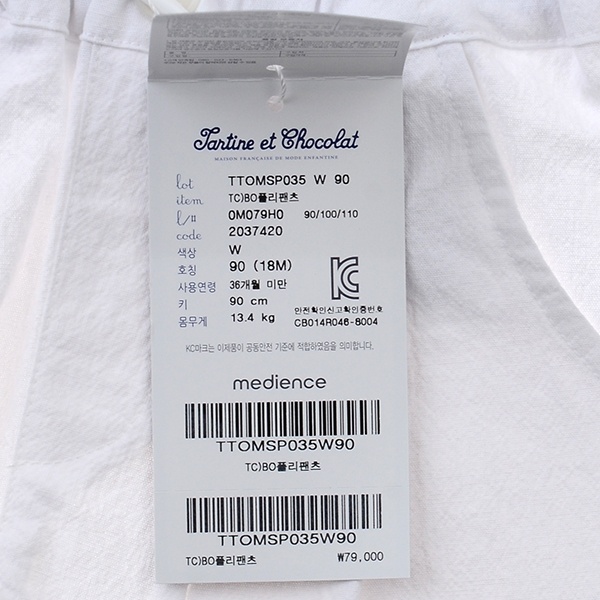 Tartine et Chocolat
MAISON FRANÇAISE DE MODE ENFANTINE
lot TTOMSP035 W 90
item TC)BO플리팬츠
l/# 0M079H0 90/100/110
code 2037420
색상 W
호칭 90 (18M)
사용연령 36개월 미만
키 90 cm
몸무게 13.4 kg
안전확인신고확인증번호
CB014R046-8004
KC마크는 이제품이 공동안전 기준에 적합하였음을 의미합니다.
medience
TTOMSP035W90
TC)BO플리팬츠
TTOMSP035W90
TC)BO플리팬츠 ₩79,000